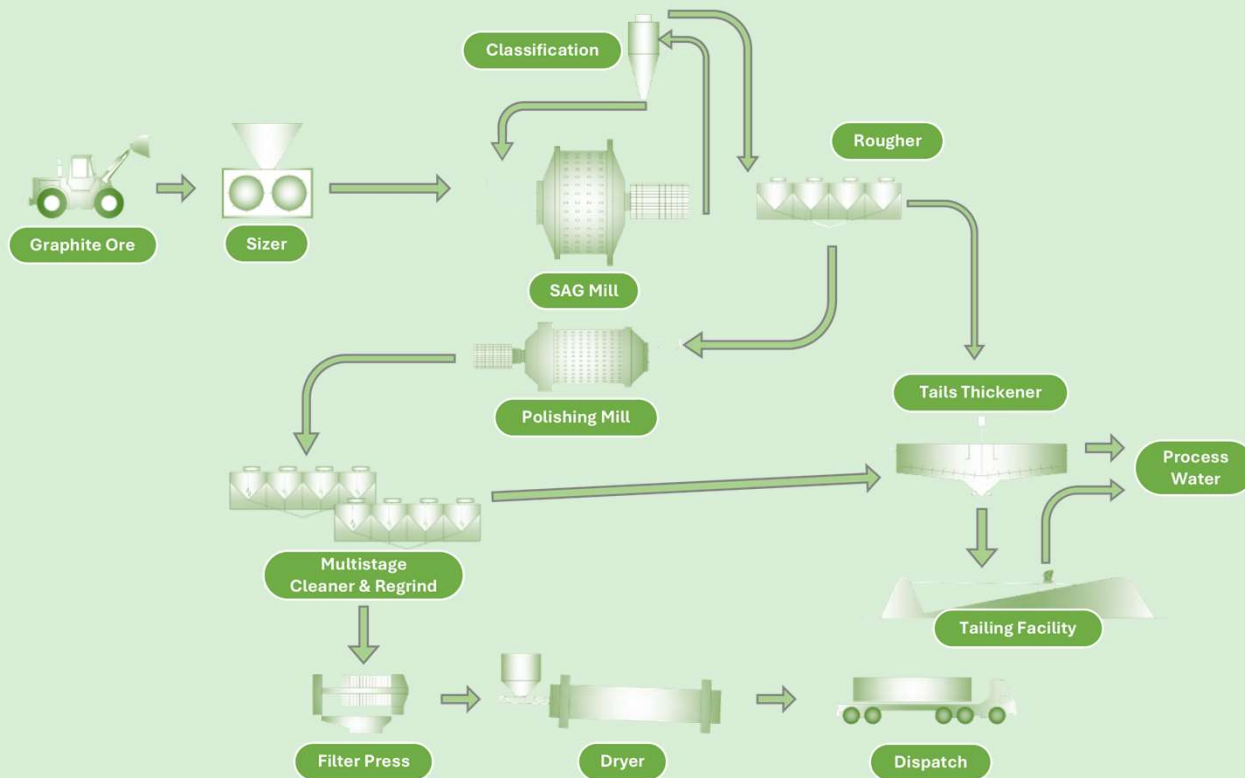 Classification
Rougher
Graphite Ore
Sizer
SAG Mill
Tails Thickener
Polishing Mill
Process
Water
Multistage
Cleaner & Regrind
Tailing Facility
Filter Press
Dryer
Dispatch